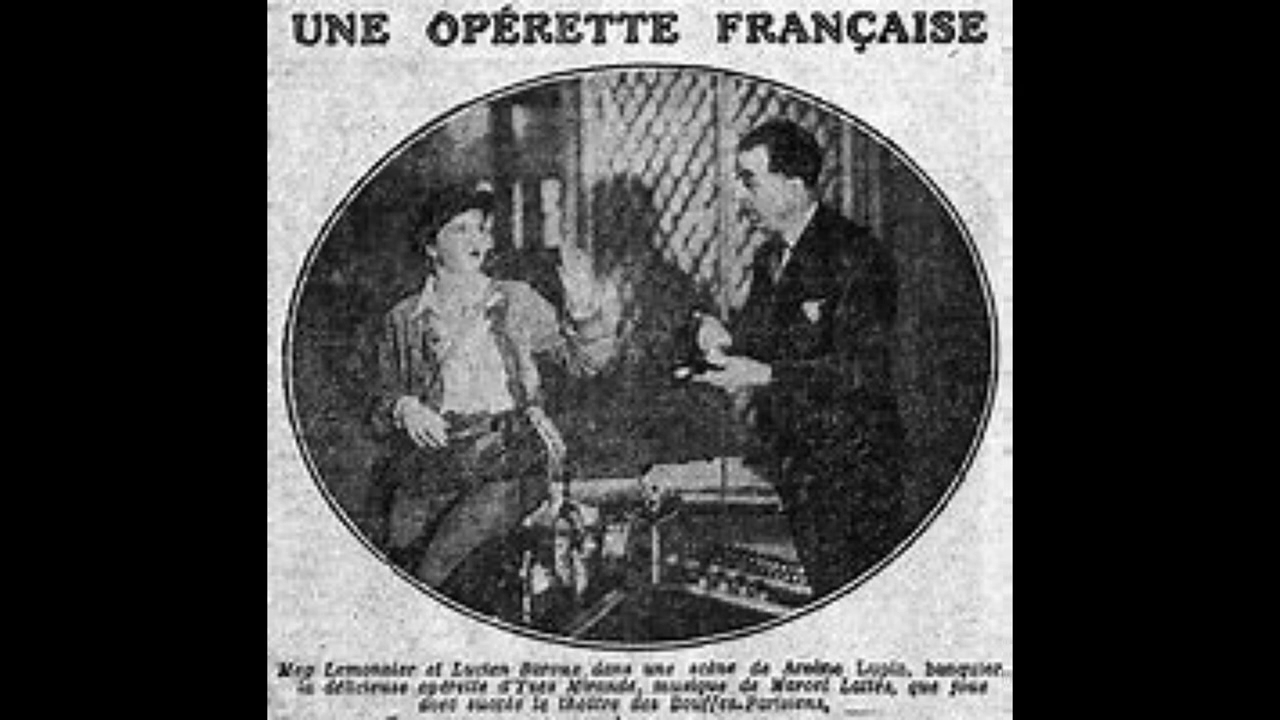 UNE OPÉRETTE FRANÇAISE
Meg Lemonnier et Lucien Baroux dans une scène de Arsène Lupin, banquier
la délicieuse opérette d'Yves Mirande, musique de Marcel Lattès, que joue
avec succès le théâtre des Bouffes-Parisiens,